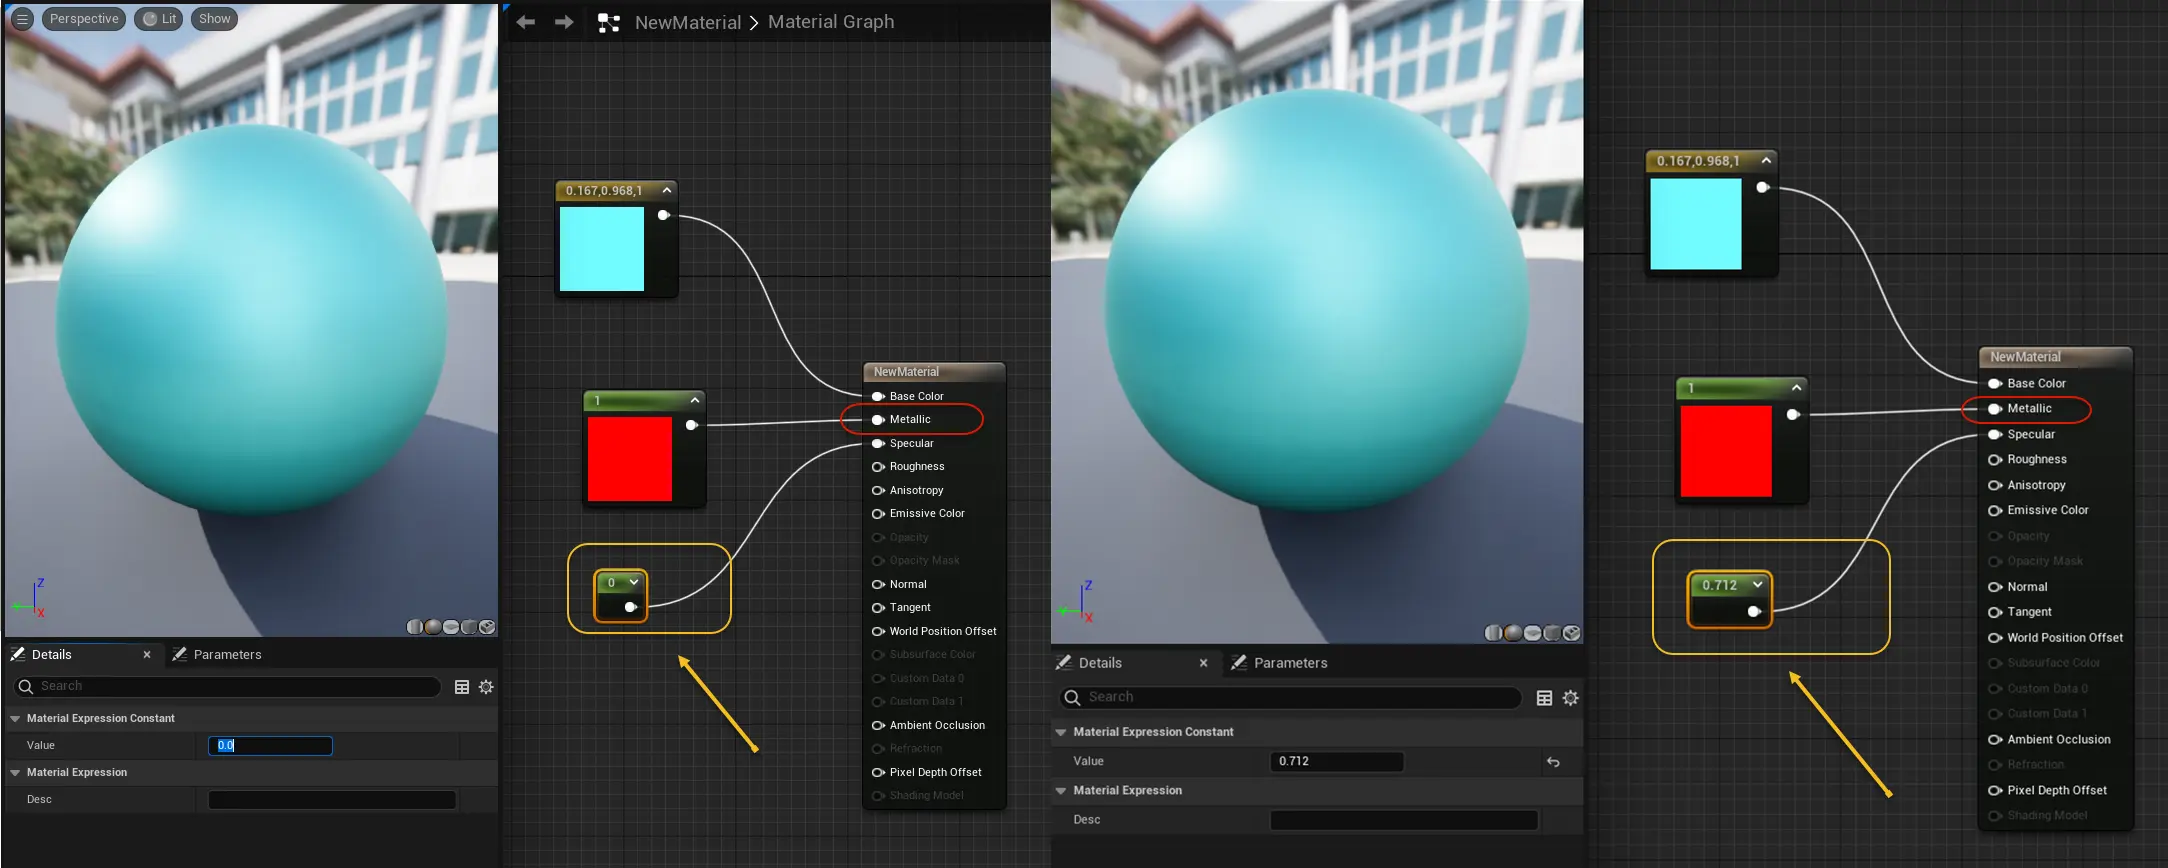 Perspective
Lit
Show
NewMaterial > Material Graph
0.167,0.968,1
1
0
NewMaterial
Base Color
Metallic
Specular
Roughness
Anisotropy
Emissive Color
Opacity
Opacity Mask
Normal
Tangent
World Position Offset
Subsurface Color
Custom Data 0
Custom Data 1
Ambient Occlusion
Refraction
Pixel Depth Offset
Shading Model
Z
X
Details × Parameters
Search
Material Expression Constant
Value 0.0
Material Expression
Desc
0.167,0.968,1
1
0.712
NewMaterial
Base Color
Metallic
Specular
Roughness
Anisotropy
Emissive Color
Opacity
Opacity Mask
Normal
Tangent
World Position Offset
Subsurface Color
Custom Data 0
Custom Data 1
Ambient Occlusion
Refraction
Pixel Depth Offset
Shading Model
Z
X
Details × Parameters
Search
Material Expression Constant
Value 0.712
Material Expression
Desc